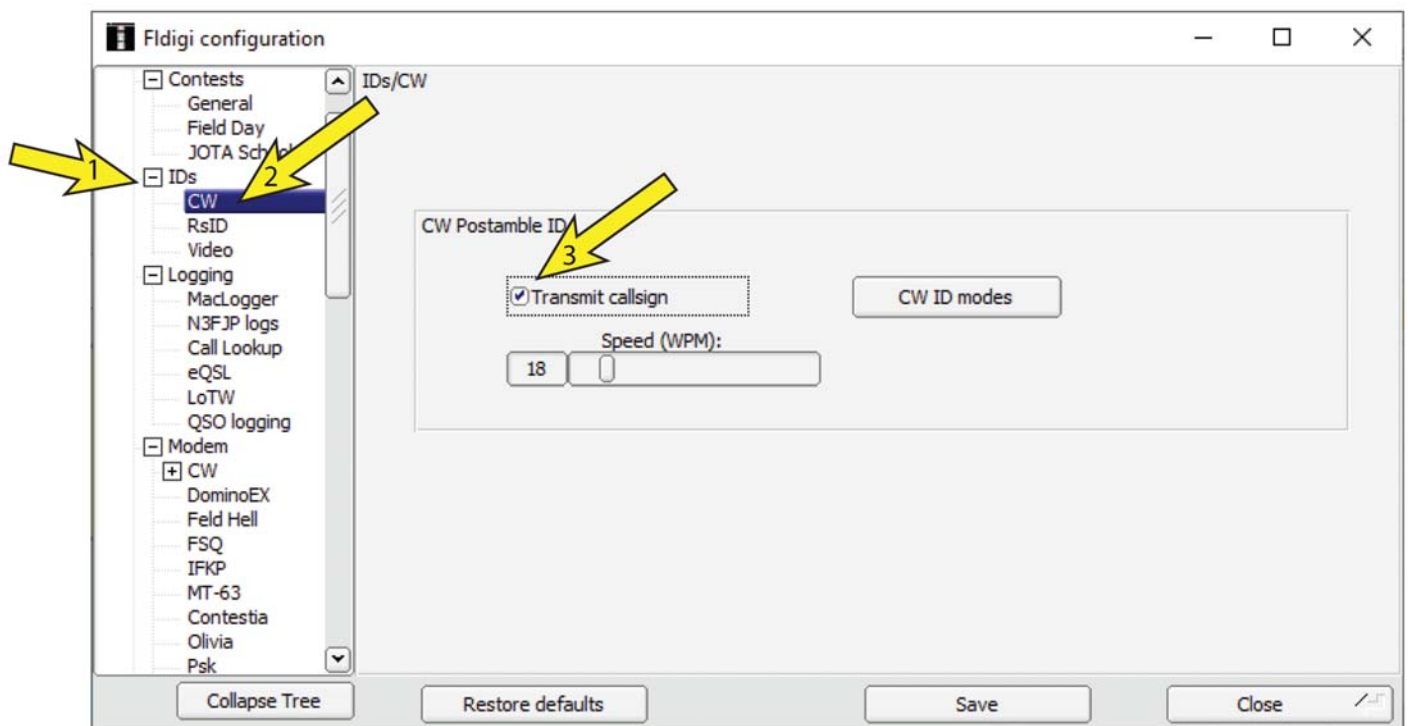 Fldigi configuration
Contests
General
Field Day
JOTA
IDs
CW
RsID
Video
Logging
MacLogger
N3FJP logs
Call Lookup
eQSL
LoTW
QSO logging
Modem
CW
DominoEX
Feld Hell
FSQ
IFKP
MT-63
Contestia
Olivia
Psk
Collapse Tree
IDs/CW
CW Postamble ID
Transmit callsign
CW ID modes
Speed (WPM):
18
Restore defaults
Save
Close
1
2
3